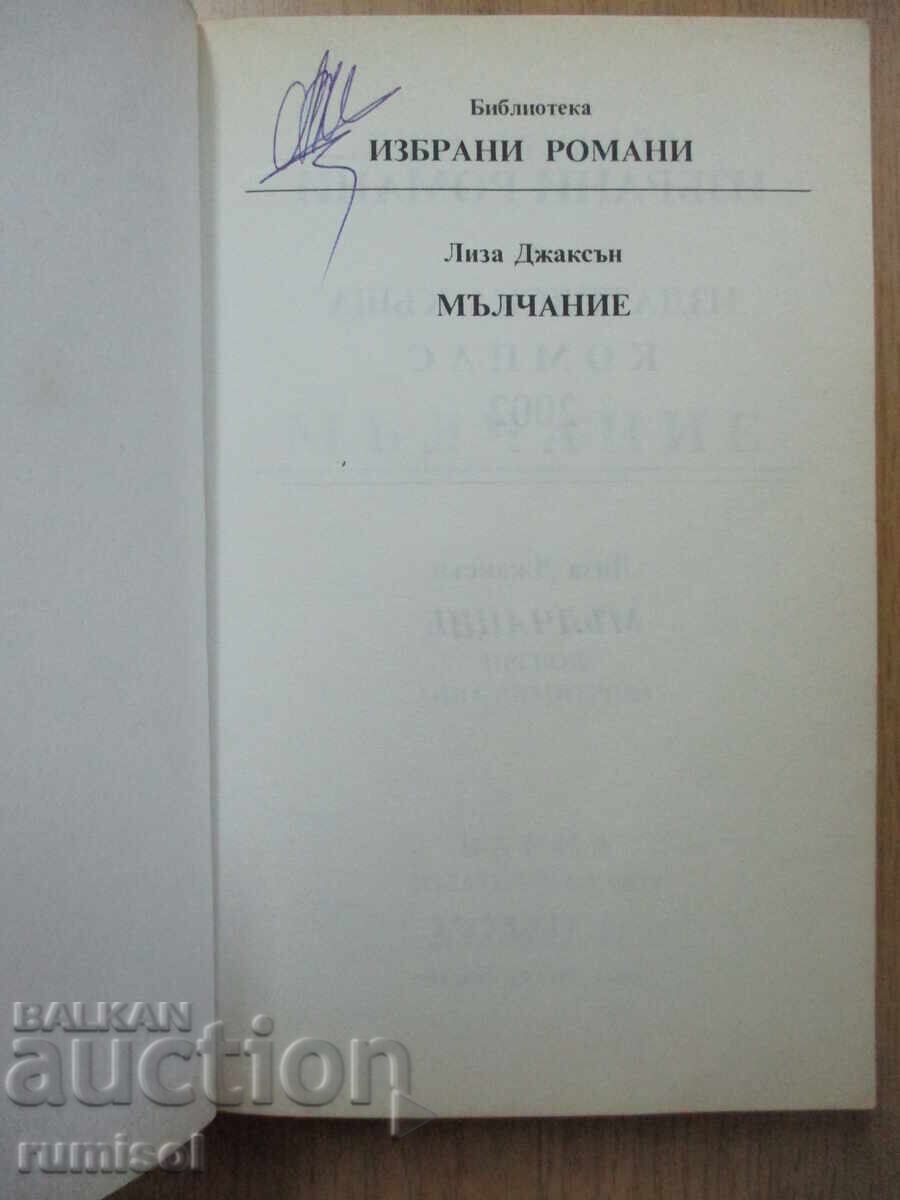 Библиотека
ИЗБРАНИ РОМАНИ
Лиза Джаксън
МЪЛЧАНИЕ
BALKAN
auction
rumisol